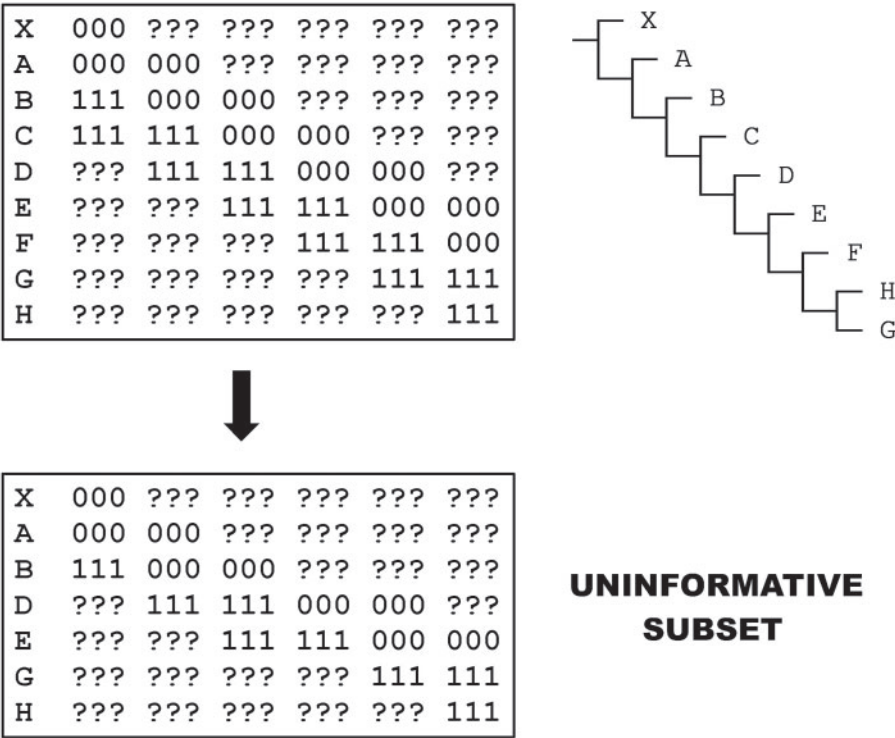 X 000 ??? ??? ??? ??? ???
A 000 000 ??? ??? ??? ???
B 111 000 000 ??? ??? ???
C 111 111 000 000 ??? ???
D ??? 111 111 000 000 ???
E ??? ??? 111 111 000 000
F ??? ??? ??? 111 111 000
G ??? ??? ??? ??? 111 111
H ??? ??? ??? ??? ??? 111
X
A
B
C
D
E
F
H
G
X 000 ??? ??? ??? ??? ???
A 000 000 ??? ??? ??? ???
B 111 000 000 ??? ??? ???
D ??? 111 111 000 000 ???
E ??? ??? 111 111 000 000
G ??? ??? ??? ??? 111 111
H ??? ??? ??? ??? ??? 111
UNINFORMATIVE
SUBSET